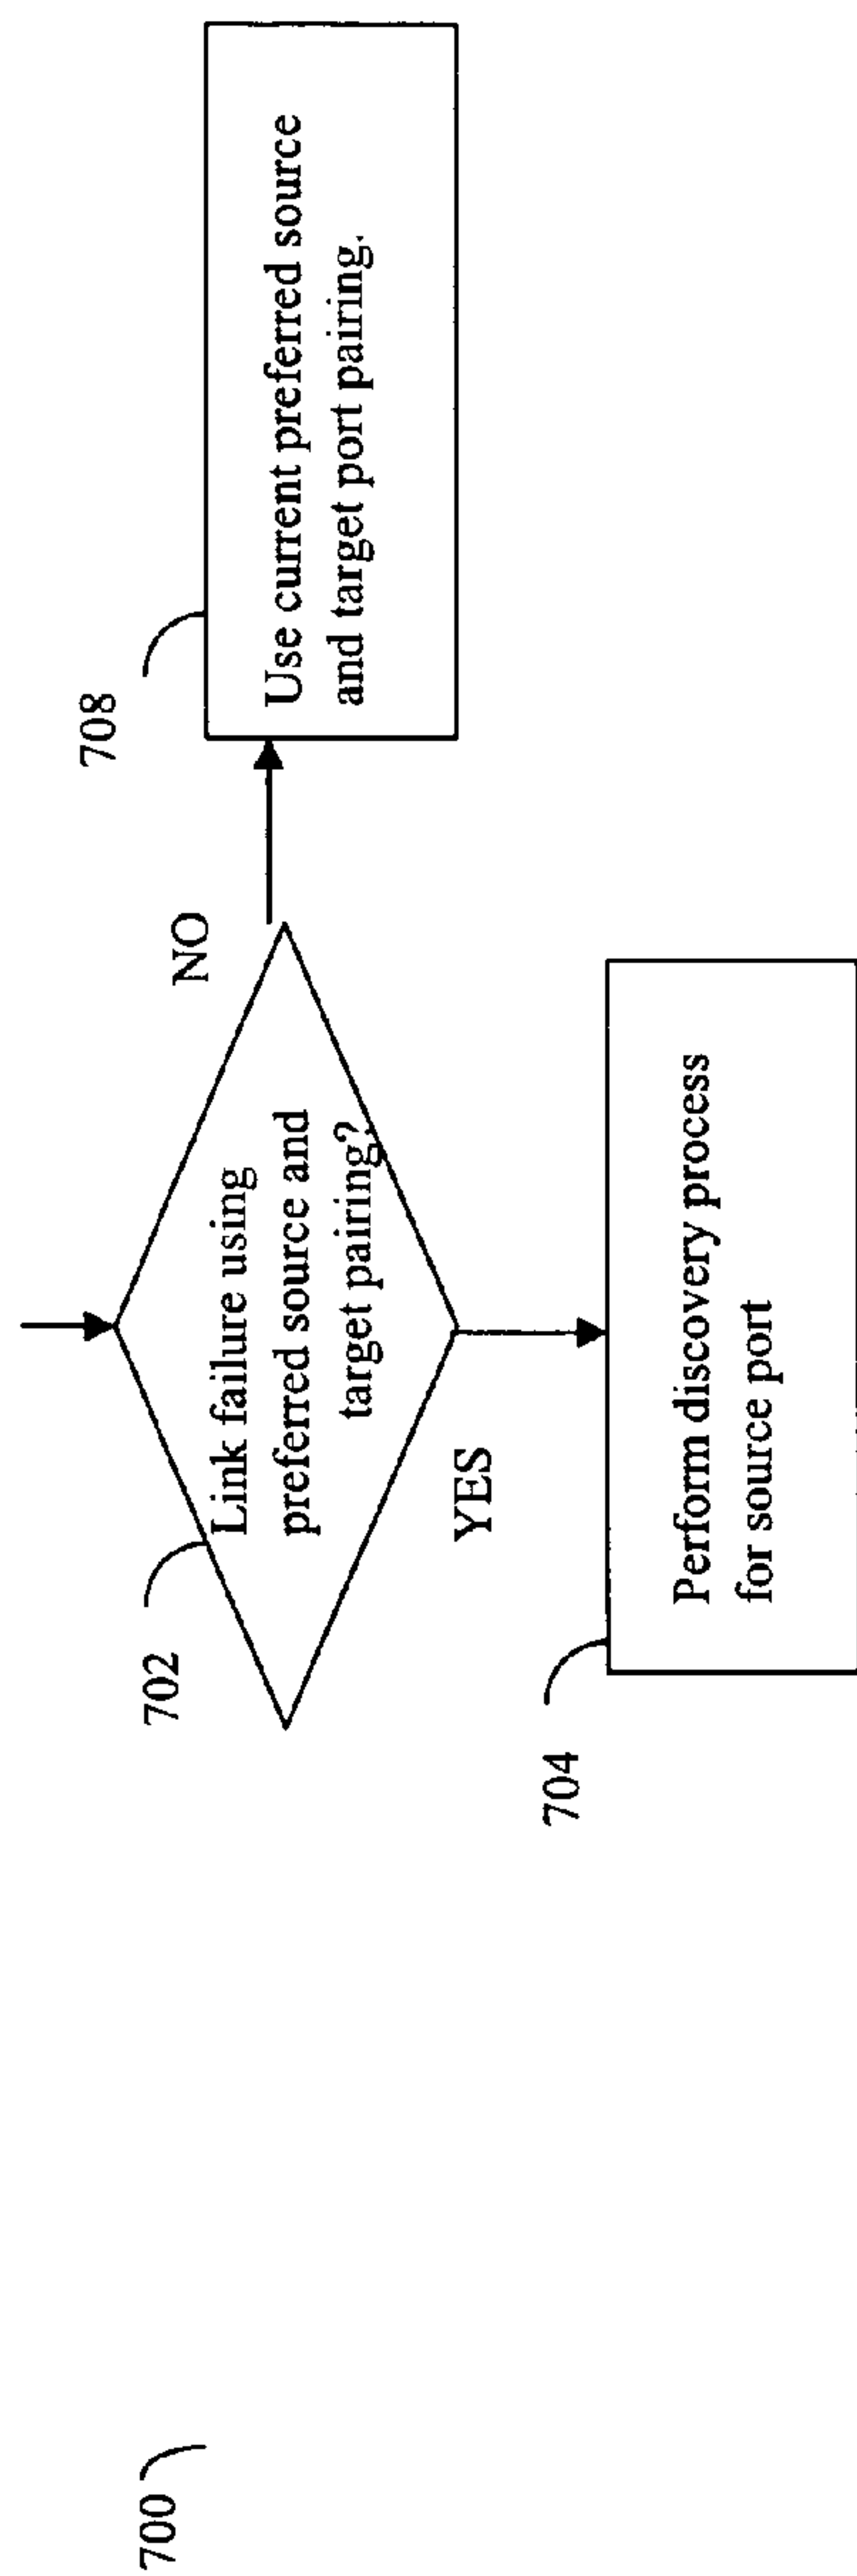 700
702
Link failure using
preferred source and
target pairing?
NO
708
Use current preferred source
and target port pairing.
YES
704
Perform discovery process
for source port